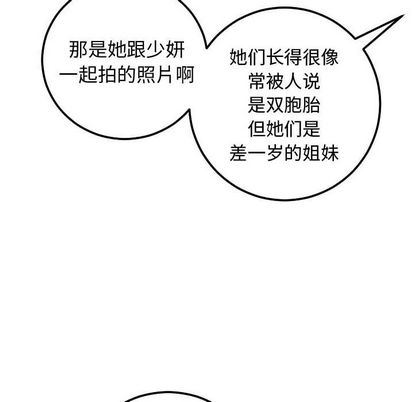 那是她跟少妍
一起拍的照片啊
她们长得很像
常被人说
是双胞胎
但她们是
差一岁的姐妹